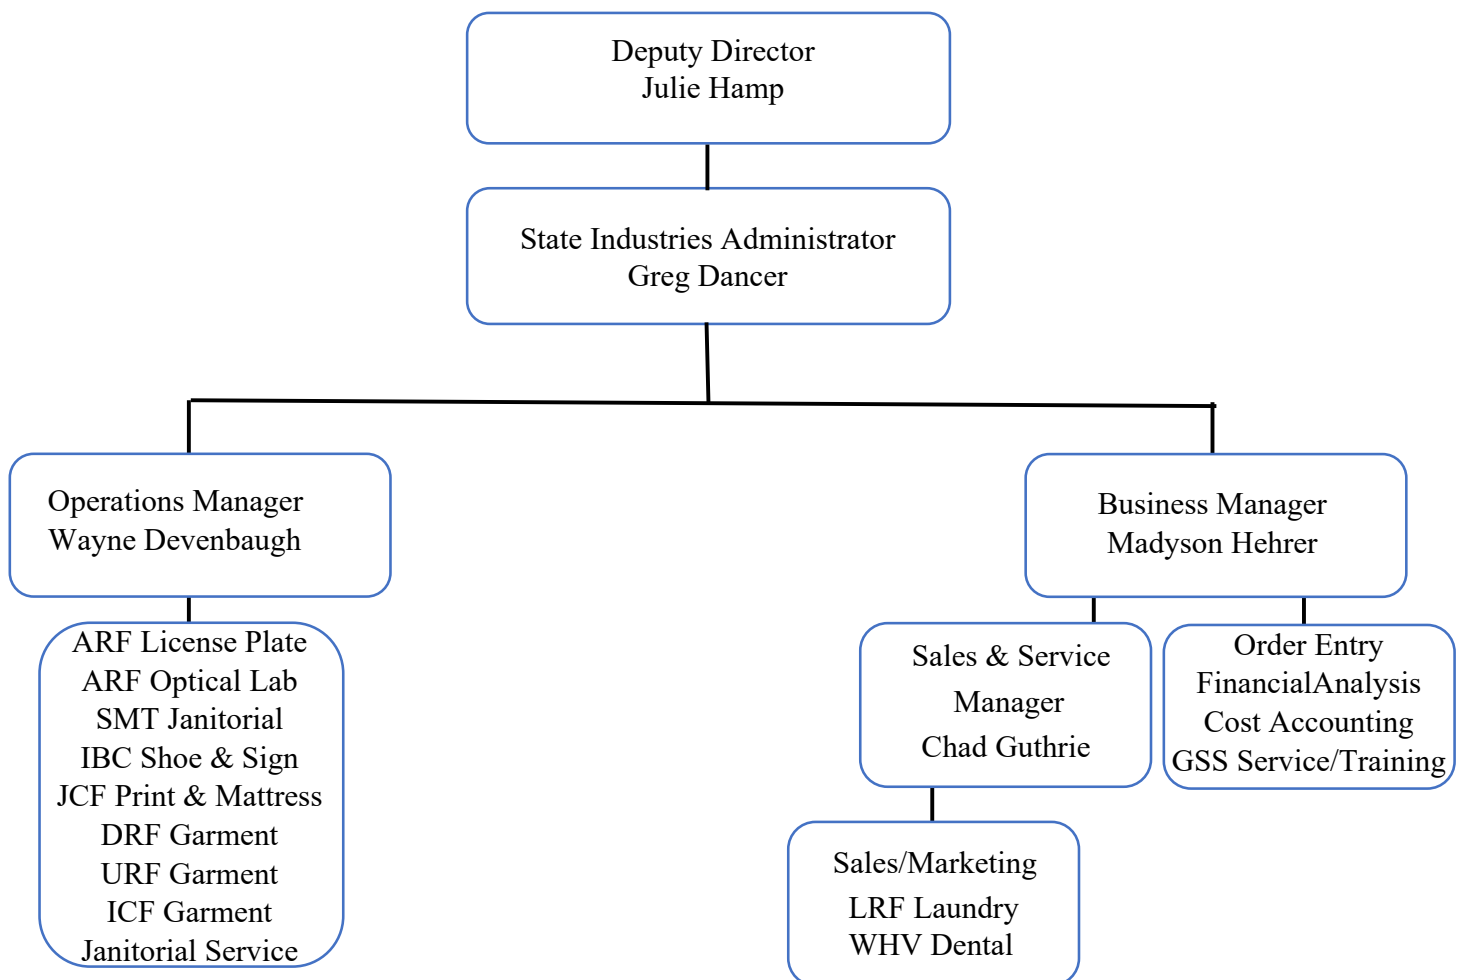 Deputy Director
Julie Hamp
State Industries Administrator
Greg Dancer
Operations Manager
Wayne Devenbaugh
Business Manager
Madyson Hehrer
ARF License Plate
ARF Optical Lab
SMT Janitorial
IBC Shoe & Sign
JCF Print & Mattress
DRF Garment
URF Garment
ICF Garment
Janitorial Service
Sales & Service
Manager
Chad Guthrie
Order Entry
FinancialAnalysis
Cost Accounting
GSS Service/Training
Sales/Marketing
LRF Laundry
WHV Dental